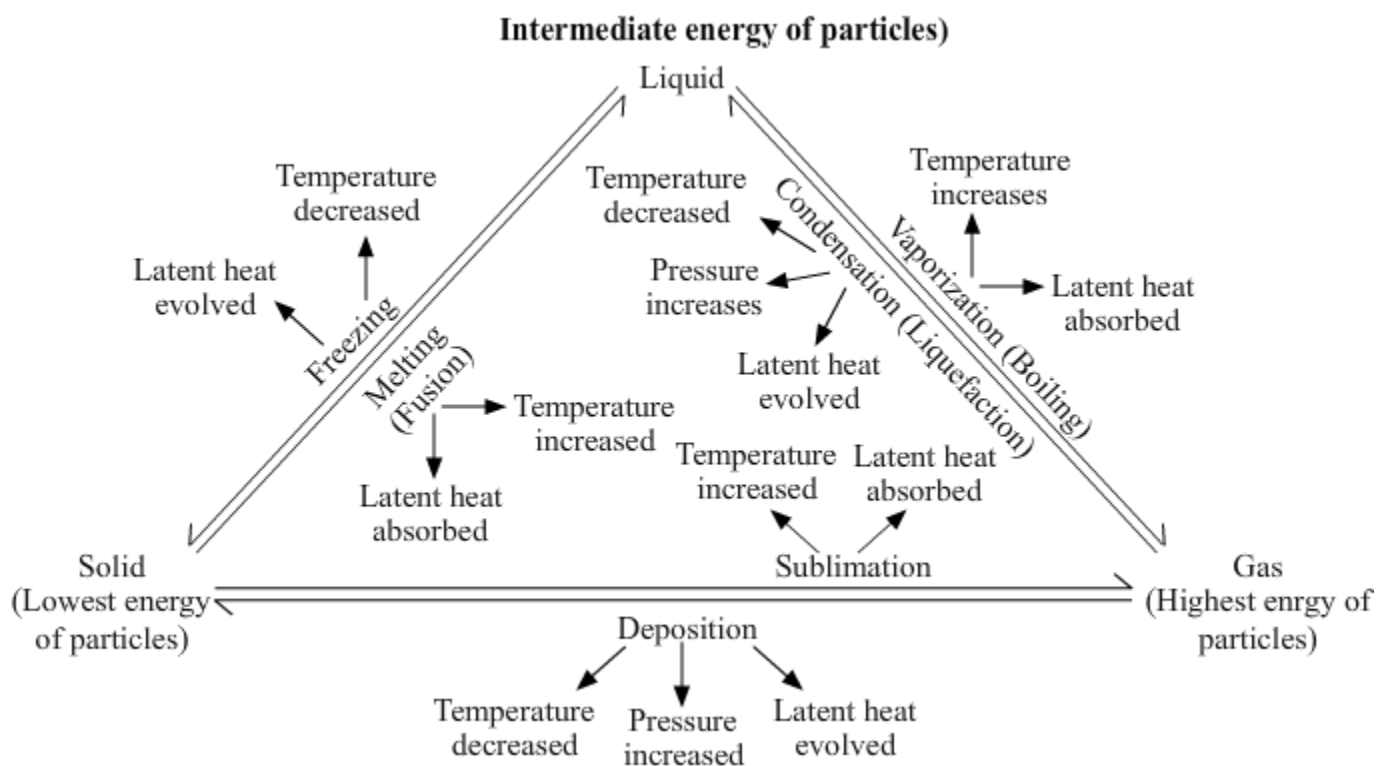 Intermediate energy of particles)
Liquid
Temperature
decreased
Latent heat
evolved
Freezing
Melting
(Fusion)
Temperature
increased
Latent heat
absorbed
Temperature
decreased
Pressure
increases
Latent heat
evolved
Condensation (Liquefaction)
Vaporization (Boiling)
Temperature
increases
Latent heat
absorbed
Temperature
increased
Latent heat
absorbed
Sublimation
Solid
(Lowest energy
of particles)
Gas
(Highest enrgy of
particles)
Deposition
Temperature
decreased
Pressure
increased
Latent heat
evolved